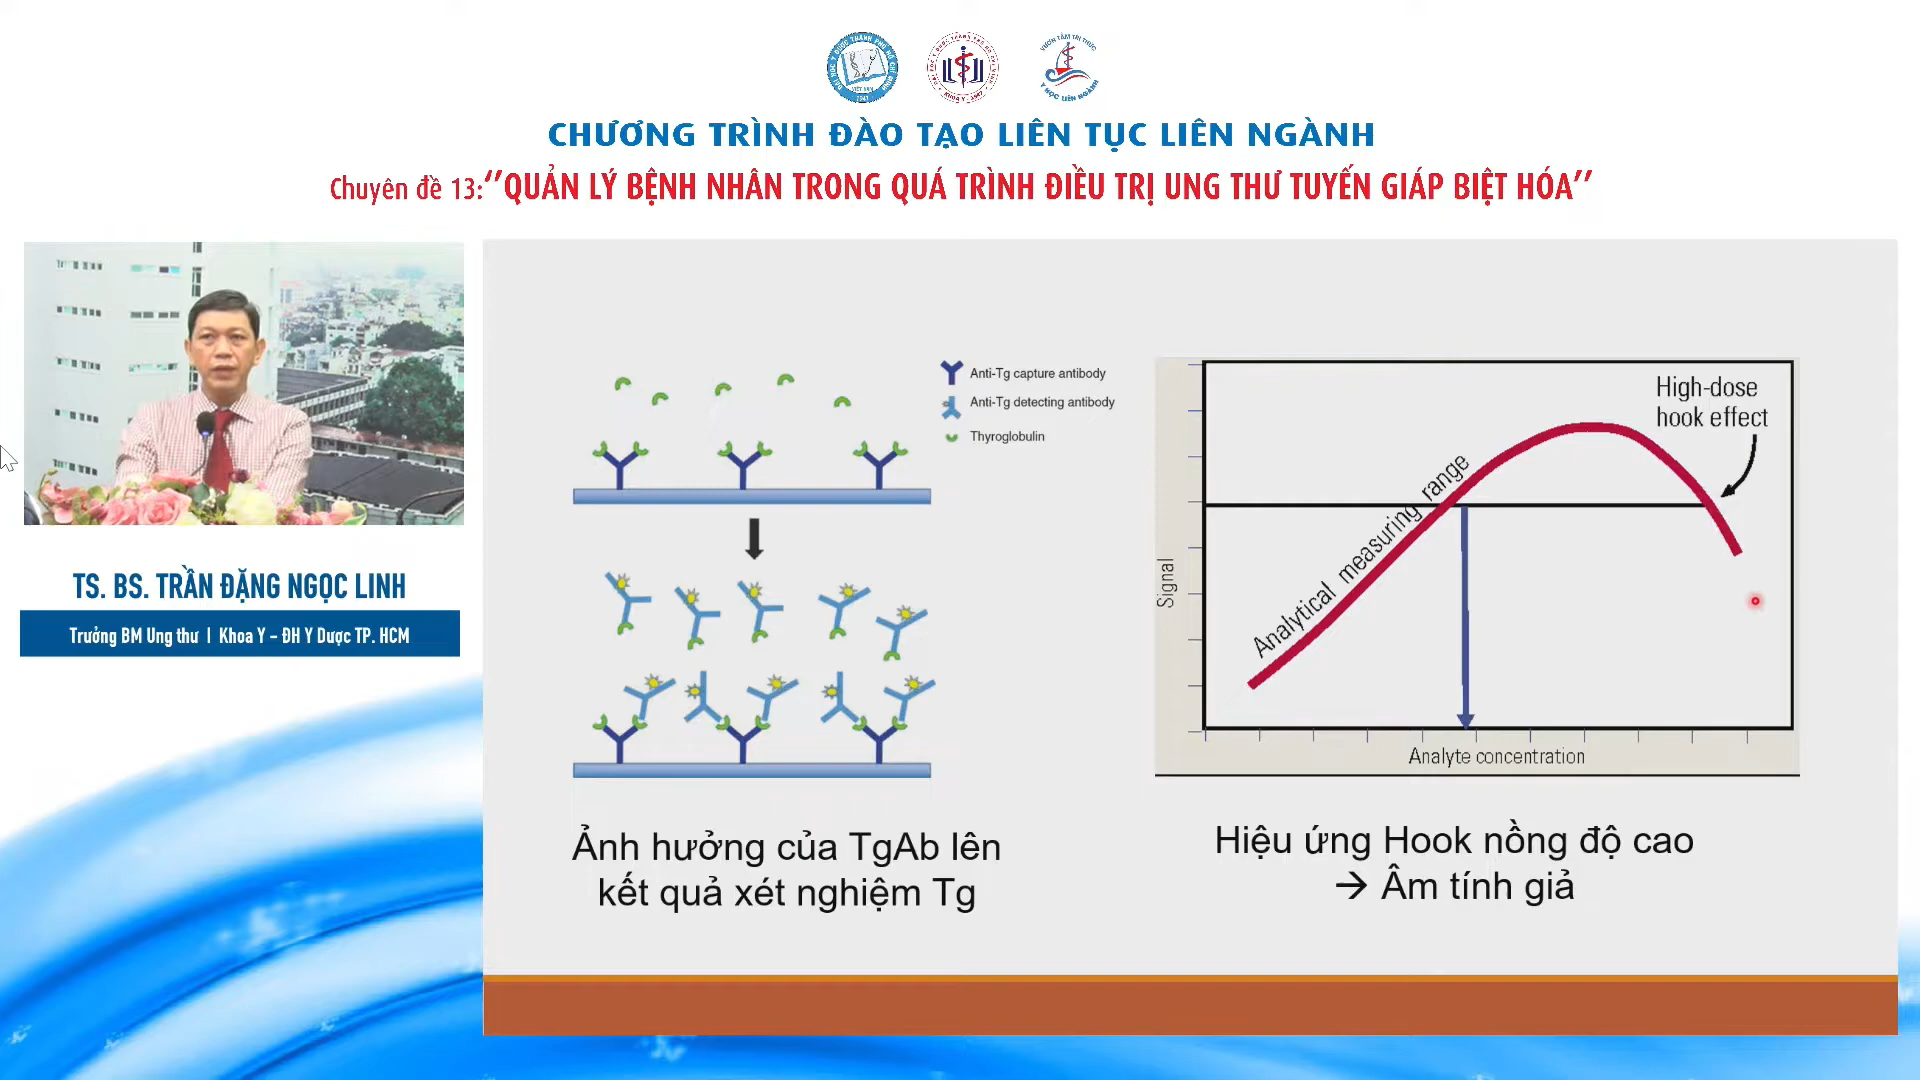 CHƯƠNG TRÌNH ĐÀO TẠO LIÊN TỤC LIÊN NGÀNH
Chuyên đề 13:‘’QUẢN LÝ BỆNH NHÂN TRONG QUÁ TRÌNH ĐIỀU TRỊ UNG THƯ TUYẾN GIÁP BIỆT HÓA’’
TS. BS. TRẦN ĐẶNG NGỌC LINH
Trưởng BM Ung thư | Khoa Y – ĐH Y Dược TP. HCM
Anti-Tg capture antibody
Anti-Tg detecting antibody
Thyroglobulin
Ảnh hưởng của TgAb lên
kết quả xét nghiệm Tg
High-dose
hook effect
Analytical measuring range
Signal
Analyte concentration
Hiệu ứng Hook nồng độ cao
→ Âm tính giả